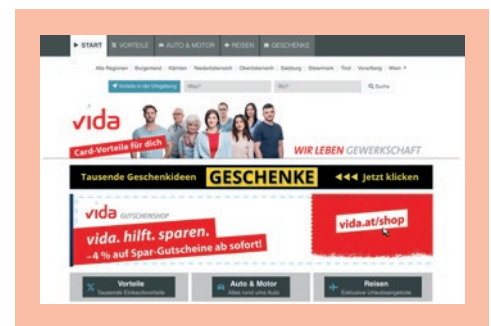 START VORTEILE AUTO & MOTOR REISEN GESCHENKE
Alle Regionen Burgenland Kärnten Niederösterreich Oberösterreich Salzburg Steiermark Tirol Vorarlberg Wien
Vorteile in der Umgebung Was? Wo? Suche
vida
Card-Vorteile für dich
WIR LEBEN GEWERKSCHAFT
Tausende Geschenkideen GESCHENKE Jetzt klicken
vida GUTSCHEINSHOP
vida. hilft. sparen.
–4 % auf Spar-Gutscheine ab sofort!
vida.at/shop
Vorteile Auto & Motor Reisen
Tausende Einkaufsvorteile Alles rund ums Auto Exklusive Urlaubsangebote